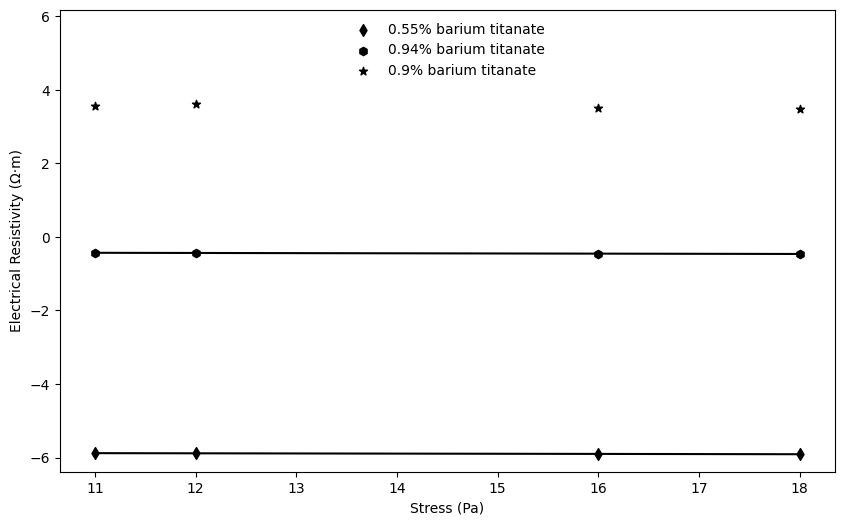 0.55% barium titanate
0.94% barium titanate
0.9% barium titanate
6
4
2
0
−2
−4
−6
Electrical Resistivity (Ω·m)
11 12 13 14 15 16 17 18
Stress (Pa)